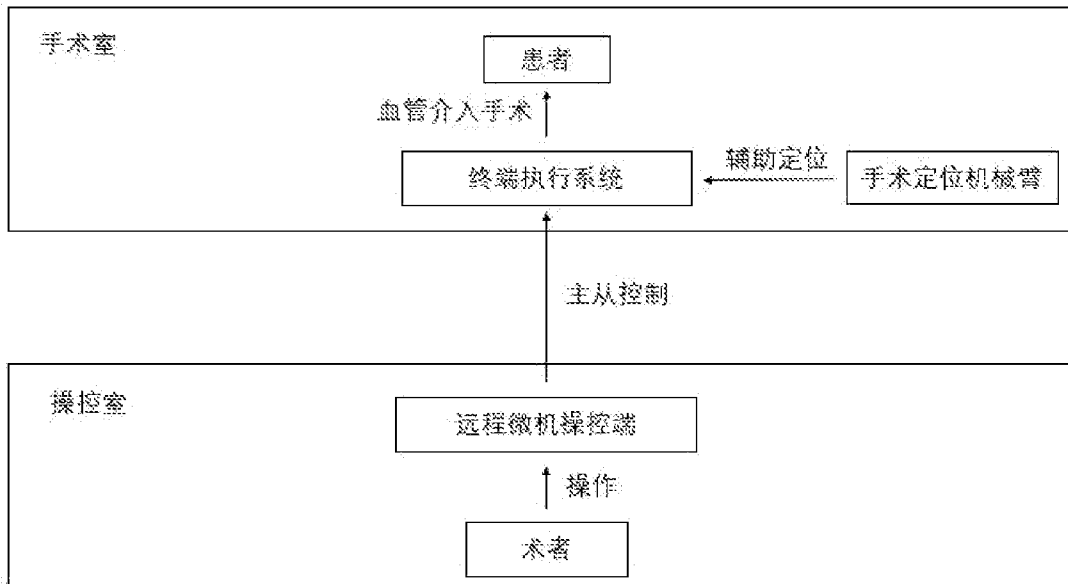 手术室
患者
血管介入手术
终端执行系统
辅助定位
手术定位机械臂
主从控制
操控室
远程微机操控端
操作
术者